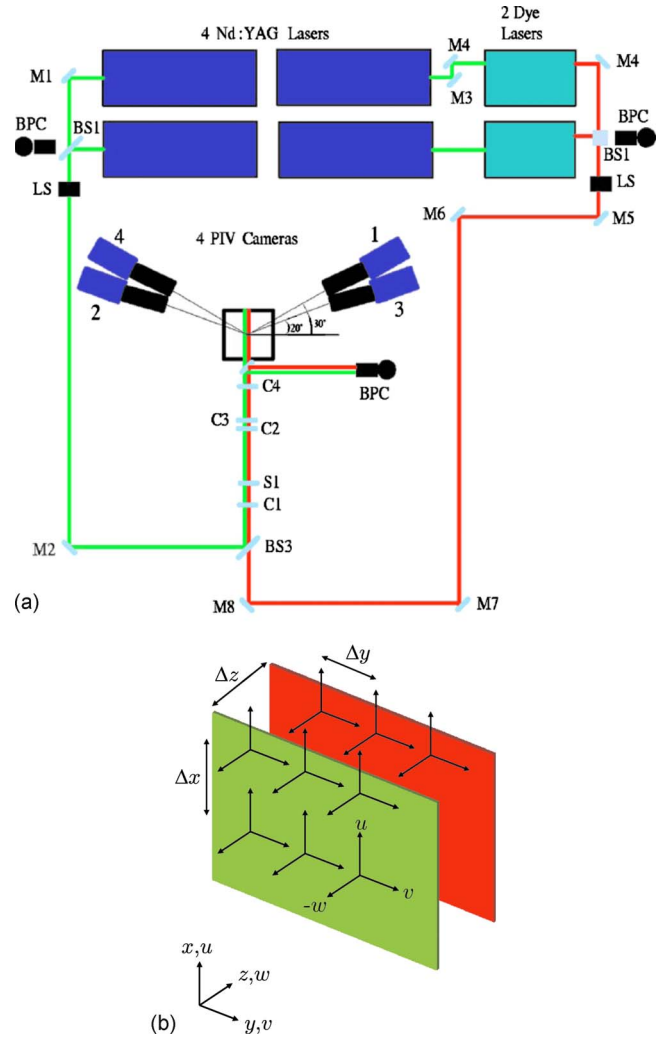 4 Nd:YAG Lasers
2 Dye
Lasers
M1
M4
M3
M4
BPC
BS1
BPC
BS1
LS
LS
M6
M5
4 PIV Cameras
4
1
2
3
20°
30°
C4
BPC
C3
C2
S1
C1
M2
BS3
M8
M7
(a)
Δz
Δy
Δx
u
v
-w
x,u
z,w
y,v
(b)